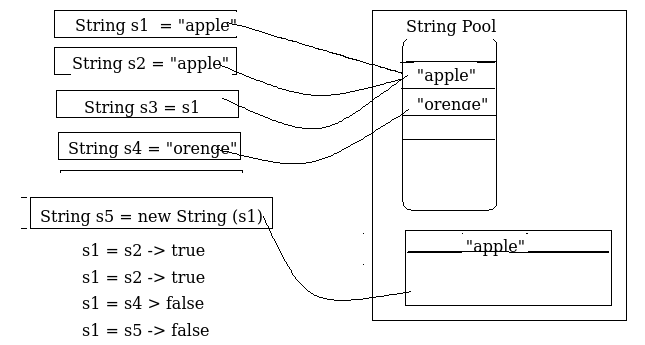 String s1 = "apple"
String s2 = "apple"
String s3 = s1
String s4 = "orenge"
String s5 = new String (s1)
s1 = s2 -> true
s1 = s2 -> true
s1 = s4 > false
s1 = s5 -> false
String Pool
"apple"
"orenge"
"apple"